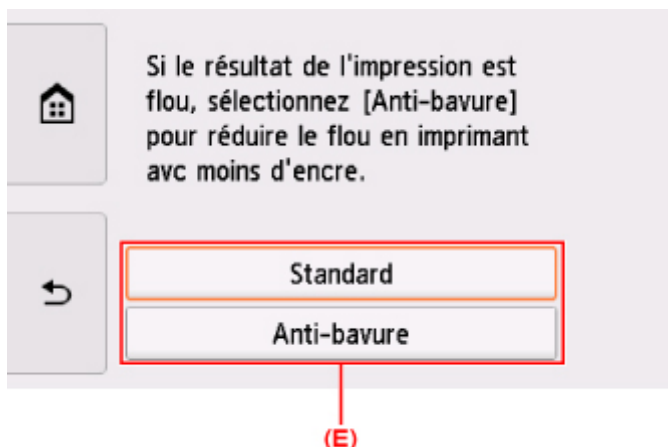 Si le résultat de l'impression est
flou, sélectionnez [Anti-bavure]
pour réduire le flou en imprimant
avc moins d'encre.
Standard
Anti-bavure
(E)